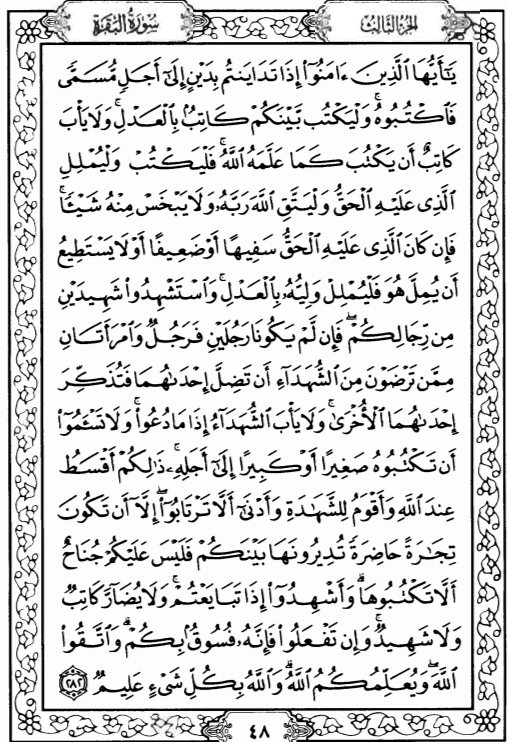 الجزء الثالث
سورة البقرة
يَٰٓأَيُّهَا ٱلَّذِينَ ءَامَنُوٓا۟ إِذَا تَدَايَنتُم بِدَيْنٍ إِلَىٰٓ أَجَلٍ مُّسَمًّى
فَٱكْتُبُوهُ ۚ وَلْيَكْتُب بَّيْنَكُمْ كَاتِبٌۢ بِٱلْعَدْلِ ۚ وَلَا يَأْبَ
كَاتِبٌ أَن يَكْتُبَ كَمَا عَلَّمَهُ ٱللَّهُ ۚ فَلْيَكْتُبْ وَلْيُمْلِلِ
ٱلَّذِى عَلَيْهِ ٱلْحَقُّ وَلْيَتَّقِ ٱللَّهَ رَبَّهُۥ وَلَا يَبْخَسْ مِنْهُ شَيْـًٔا ۚ
فَإِن كَانَ ٱلَّذِى عَلَيْهِ ٱلْحَقُّ سَفِيهًا أَوْ ضَعِيفًا أَوْ لَا يَسْتَطِيعُ
أَن يُمِلَّ هُوَ فَلْيُمْلِلْ وَلِيُّهُۥ بِٱلْعَدْلِ ۚ وَٱسْتَشْهِدُوا۟ شَهِيدَيْنِ
مِن رِّجَالِكُمْ ۖ فَإِن لَّمْ يَكُونَا رَجُلَيْنِ فَرَجُلٌ وَٱمْرَأَتَانِ
مِمَّن تَرْضَوْنَ مِنَ ٱلشُّهَدَآءِ أَن تَضِلَّ إِحْدَىٰهُمَا فَتُذَكِّرَ
إِحْدَىٰهُمَا ٱلْأُخْرَىٰ ۚ وَلَا يَأْبَ ٱلشُّهَدَآءُ إِذَا مَا دُعُوا۟ ۚ وَلَا تَسْـَٔمُوٓا۟
أَن تَكْتُبُوهُ صَغِيرًا أَوْ كَبِيرًا إِلَىٰٓ أَجَلِهِۦ ۚ ذَٰلِكُمْ أَقْسَطُ
عِندَ ٱللَّهِ وَأَقْوَمُ لِلشَّهَٰدَةِ وَأَدْنَىٰٓ أَلَّا تَرْتَابُوٓا۟ ۖ إِلَّآ أَن تَكُونَ
تِجَٰرَةً حَاضِرَةً تُدِيرُونَهَا بَيْنَكُمْ فَلَيْسَ عَلَيْكُمْ جُنَاحٌ
أَلَّا تَكْتُبُوهَا ۗ وَأَشْهِدُوٓا۟ إِذَا تَبَايَعْتُمْ ۚ وَلَا يُضَآرَّ كَاتِبٌ
وَلَا شَهِيدٌ ۚ وَإِن تَفْعَلُوا۟ فَإِنَّهُۥ فُسُوقٌۢ بِكُمْ ۗ وَٱتَّقُوا۟
ٱللَّهَ ۖ وَيُعَلِّمُكُمُ ٱللَّهُ ۗ وَٱللَّهُ بِكُلِّ شَىْءٍ عَلِيمٌ ٢٨٢
٤٨